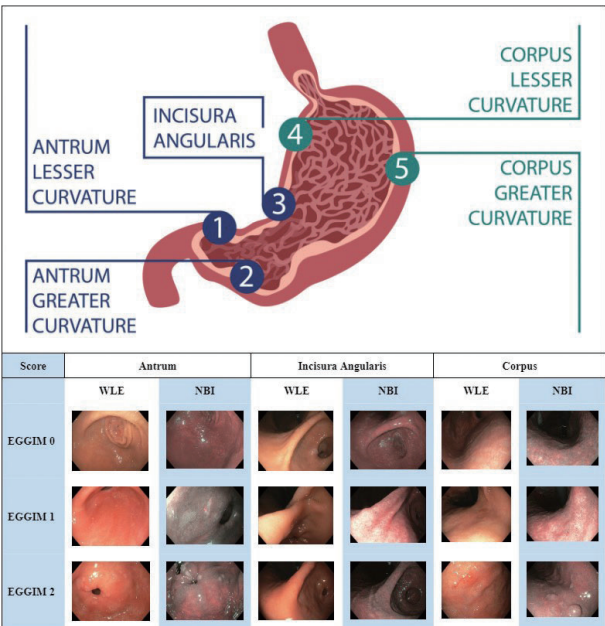 CORPUS
LESSER
CURVATURE
INCISURA
ANGULARIS
4
ANTRUM
LESSER
CURVATURE
5
CORPUS
GREATER
CURVATURE
3
1
2
ANTRUM
GREATER
CURVATURE
Score Antrum Incisura Angularis Corpus
WLE NBI WLE NBI WLE NBI
EGGIM 0
EGGIM 1
EGGIM 2